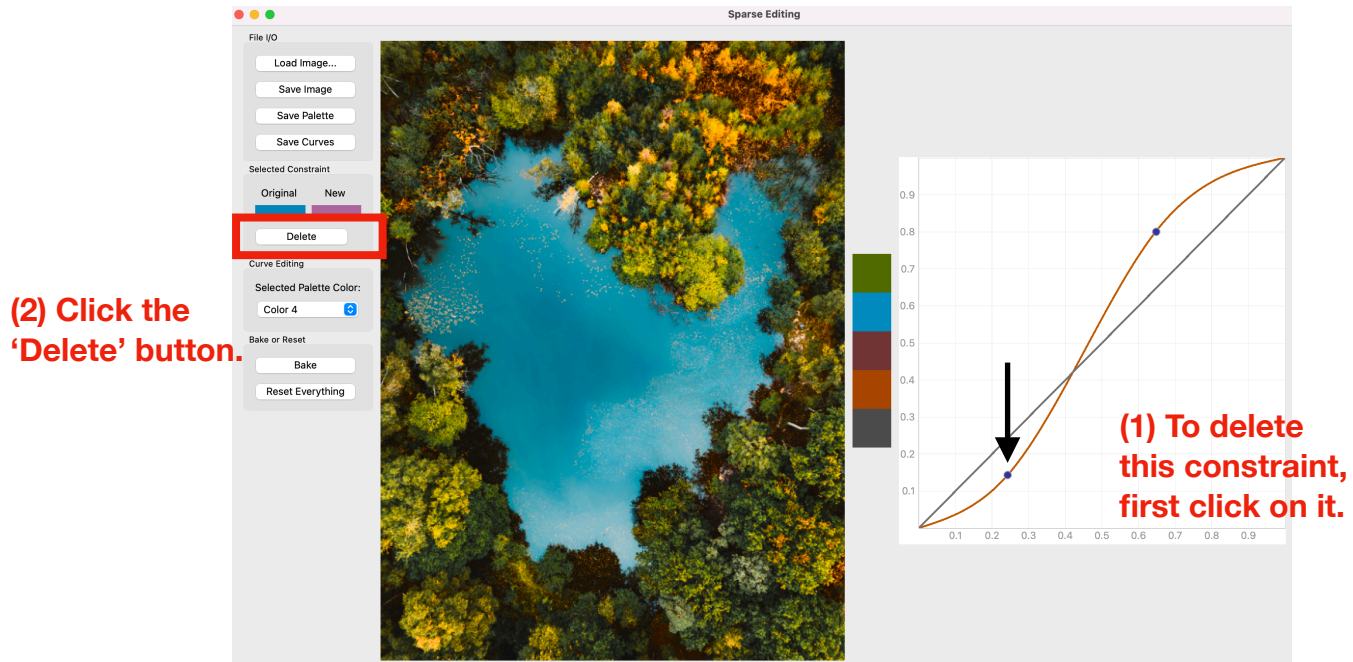 Sparse Editing
File I/O
Load Image...
Save Image
Save Palette
Save Curves
Selected Constraint
Original New
Delete
Curve Editing
Selected Palette Color:
Color 4
Bake or Reset
Bake
Reset Everything
(2) Click the
‘Delete’ button.
0.9
0.8
0.7
0.6
0.5
0.4
0.3
0.2
0.1
0.1 0.2 0.3 0.4 0.5 0.6 0.7 0.8 0.9
(1) To delete
this constraint,
first click on it.